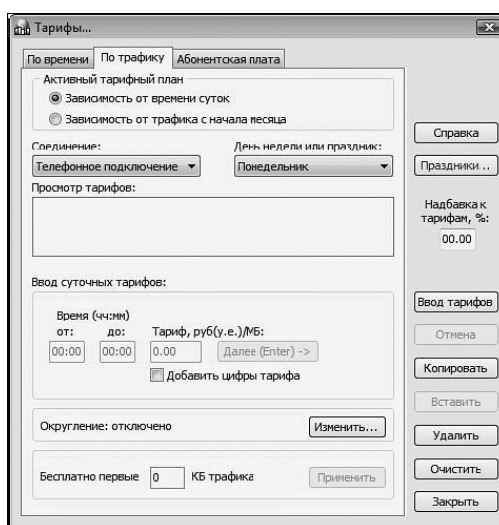 Тарифы...
По времени По трафику Абонентская плата
Активный тарифный план
Зависимость от времени суток
Зависимость от трафика с начала месяца
Соединение: День недели или праздник:
Телефонное подключение Понедельник
Просмотр тарифов:
Ввод суточных тарифов:
Время (чч:мм)
от: до: Тариф, руб(у.е.)/МБ:
00:00 00:00 0.00 Далее (Enter) ->
Добавить цифры тарифа
Округление: отключено Изменить...
Бесплатно первые 0 КБ трафика Применить
Справка
Праздники ..
Надбавка к
тарифам, %:
00.00
Ввод тарифов
Отмена
Копировать
Вставить
Удалить
Очистить
Закрыть